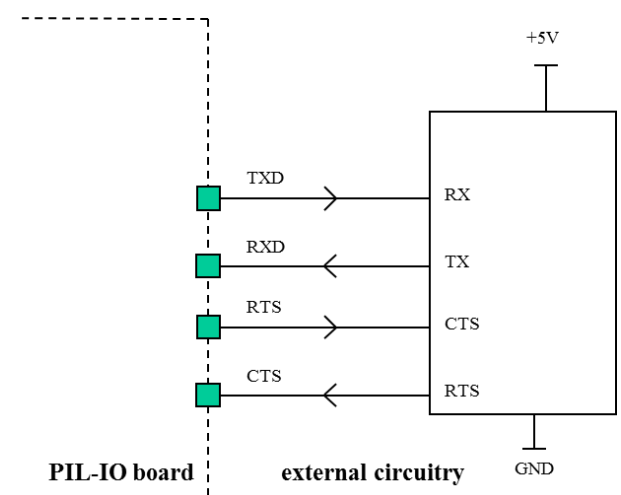 +5V
TXD
RX
RXD
TX
RTS
CTS
CTS
RTS
PIL-IO board
external circuitry
GND